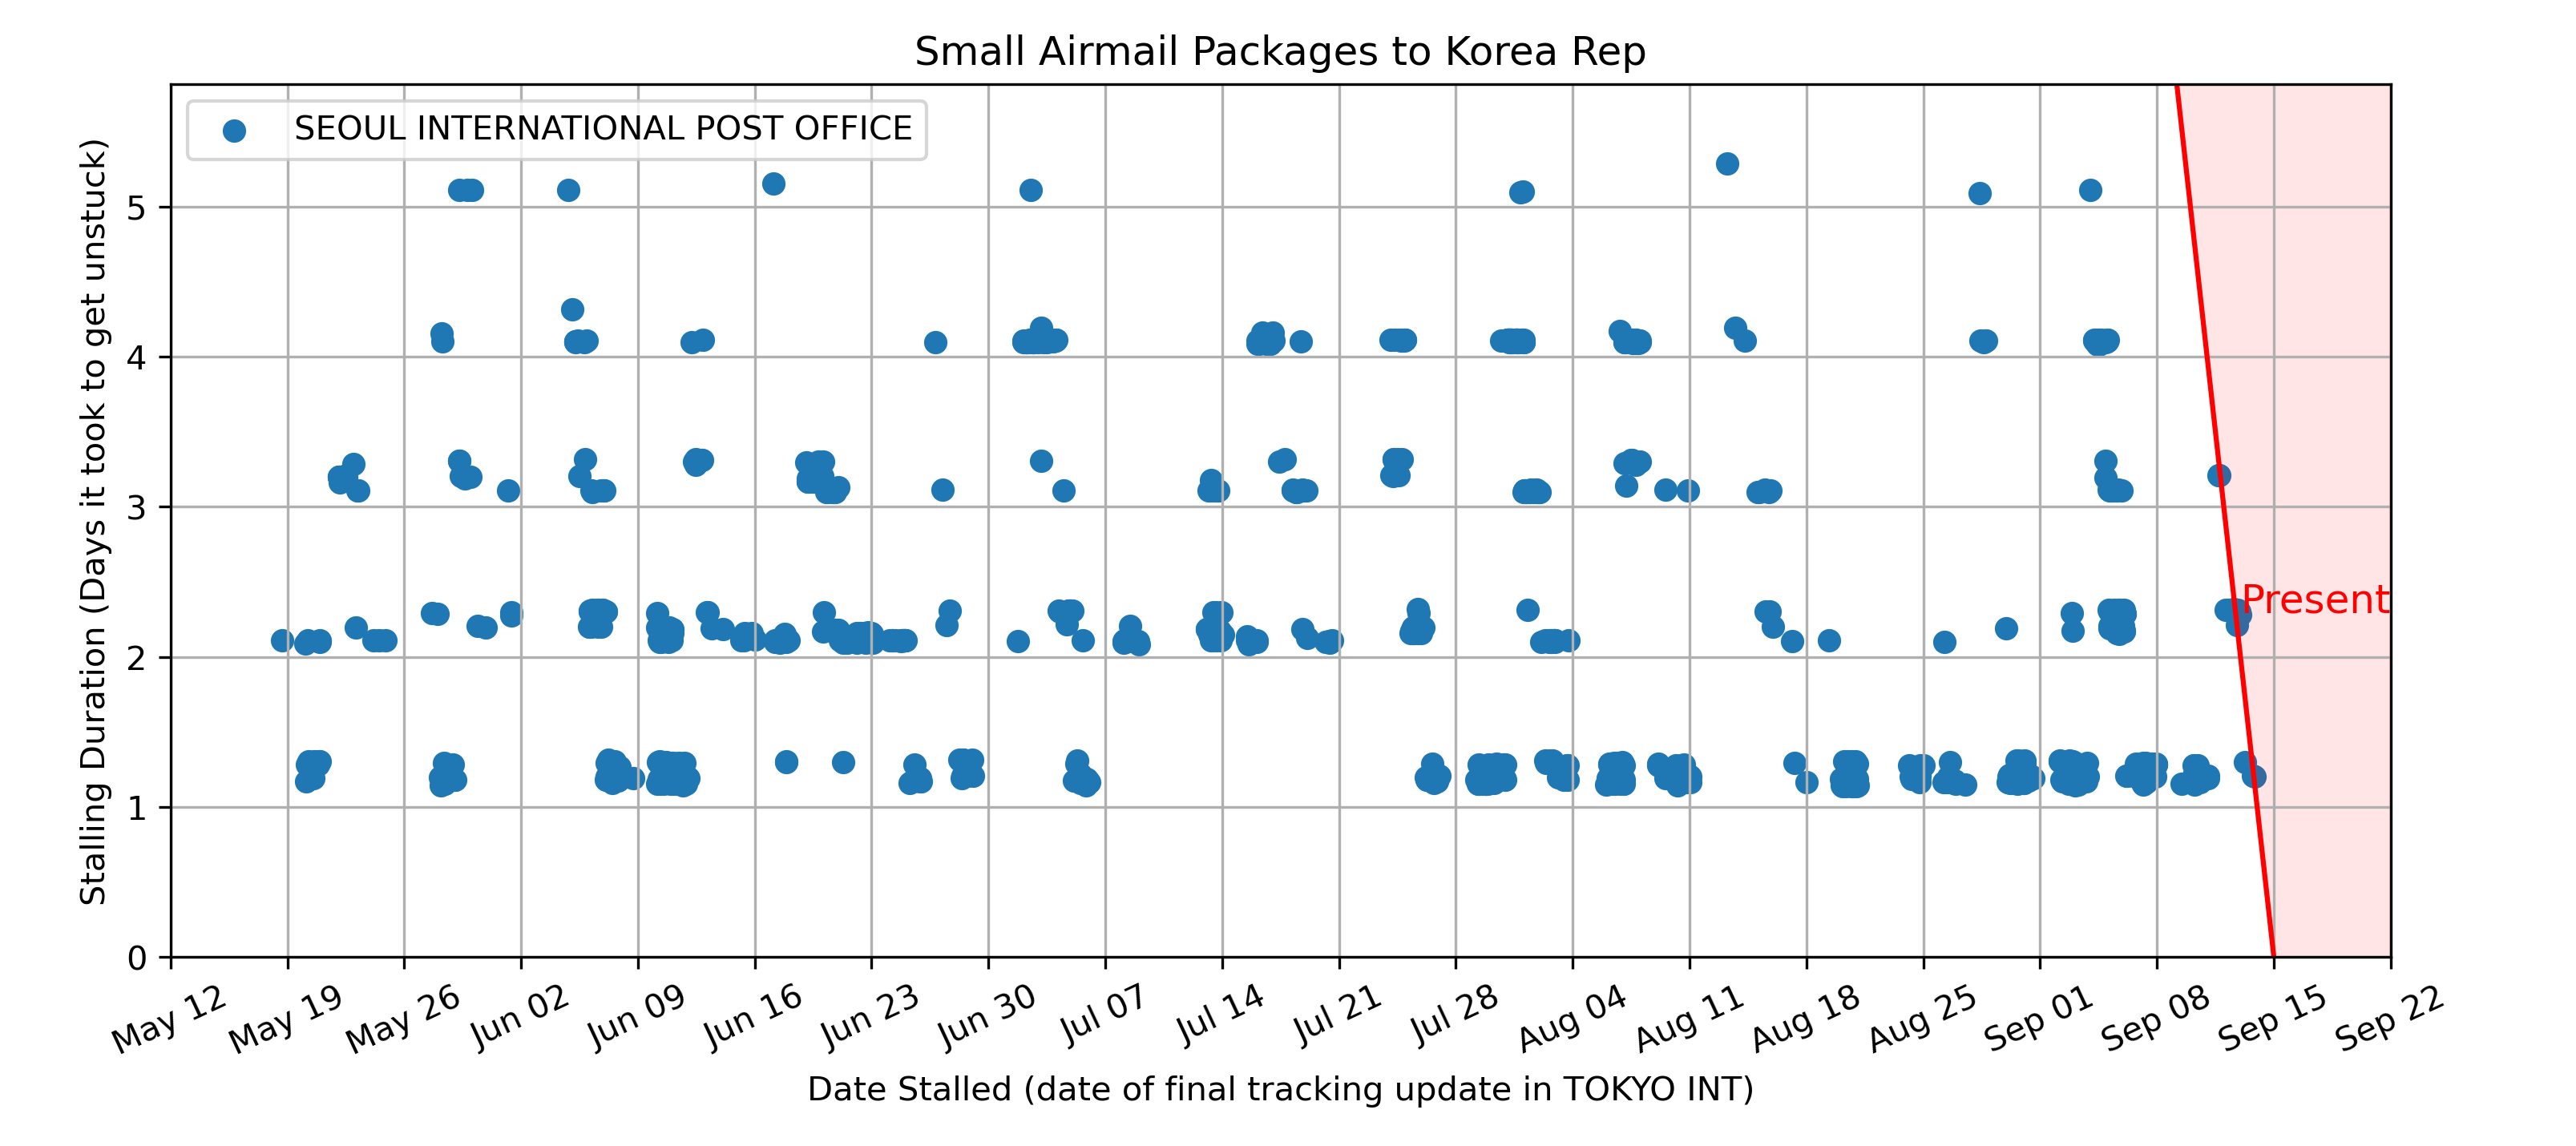 Small Airmail Packages to Korea Rep
SEOUL INTERNATIONAL POST OFFICE
Stalling Duration (Days it took to get unstuck)
5
4
3
2
1
0
Present
May 12 May 19 May 26 Jun 02 Jun 09 Jun 16 Jun 23 Jun 30 Jul 07 Jul 14 Jul 21 Jul 28 Aug 04 Aug 11 Aug 18 Aug 25 Sep 01 Sep 08 Sep 15 Sep 22
Date Stalled (date of final tracking update in TOKYO INT)